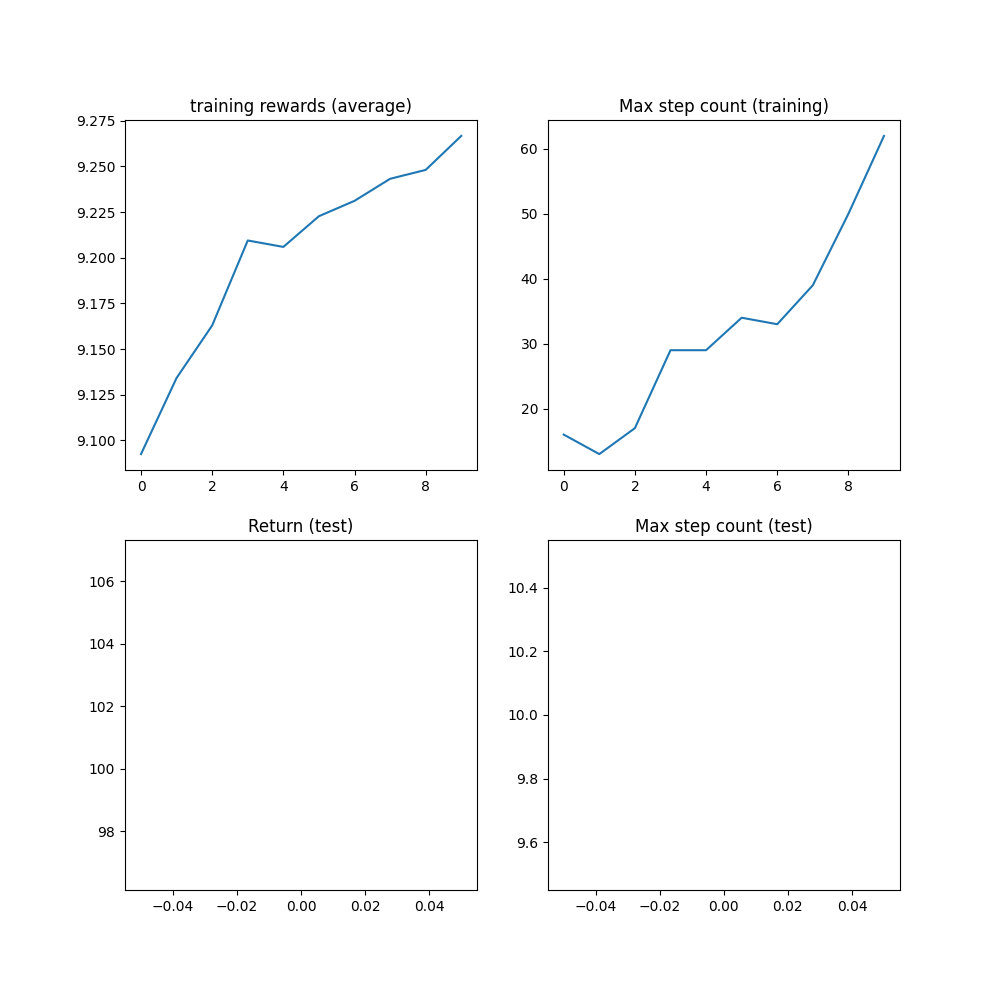 training rewards (average)
9.275
9.250
9.225
9.200
9.175
9.150
9.125
9.100
0 2 4 6 8
Max step count (training)
60
50
40
30
20
0 2 4 6 8
Return (test)
106
104
102
100
98
−0.04 −0.02 0.00 0.02 0.04
Max step count (test)
10.4
10.2
10.0
9.8
9.6
−0.04 −0.02 0.00 0.02 0.04